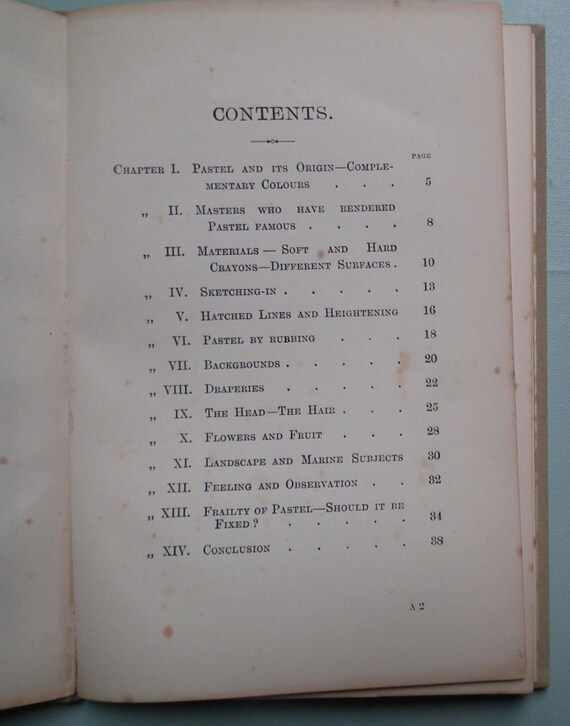 CONTENTS.
PAGE
CHAPTER I. PASTEL AND ITS ORIGIN—COMPLE-
MENTARY COLOURS . . . 5
„ II. MASTERS WHO HAVE RENDERED
PASTEL FAMOUS . . . . 8
„ III. MATERIALS — SOFT AND HARD
CRAYONS—DIFFERENT SURFACES . 10
„ IV. SKETCHING-IN . . . . . 13
„ V. HATCHED LINES AND HEIGHTENING 16
„ VI. PASTEL BY RUBBING . . . 18
„ VII. BACKGROUNDS . . . . . 20
„ VIII. DRAPERIES . . . . . 22
„ IX. THE HEAD—THE HAIR . . . 25
„ X. FLOWERS AND FRUIT . . . 28
„ XI. LANDSCAPE AND MARINE SUBJECTS 30
„ XII. FEELING AND OBSERVATION . . 32
„ XIII. FRAILTY OF PASTEL—SHOULD IT BE
FIXED ? . . . . . 34
„ XIV. CONCLUSION . . . . . 38
A 2